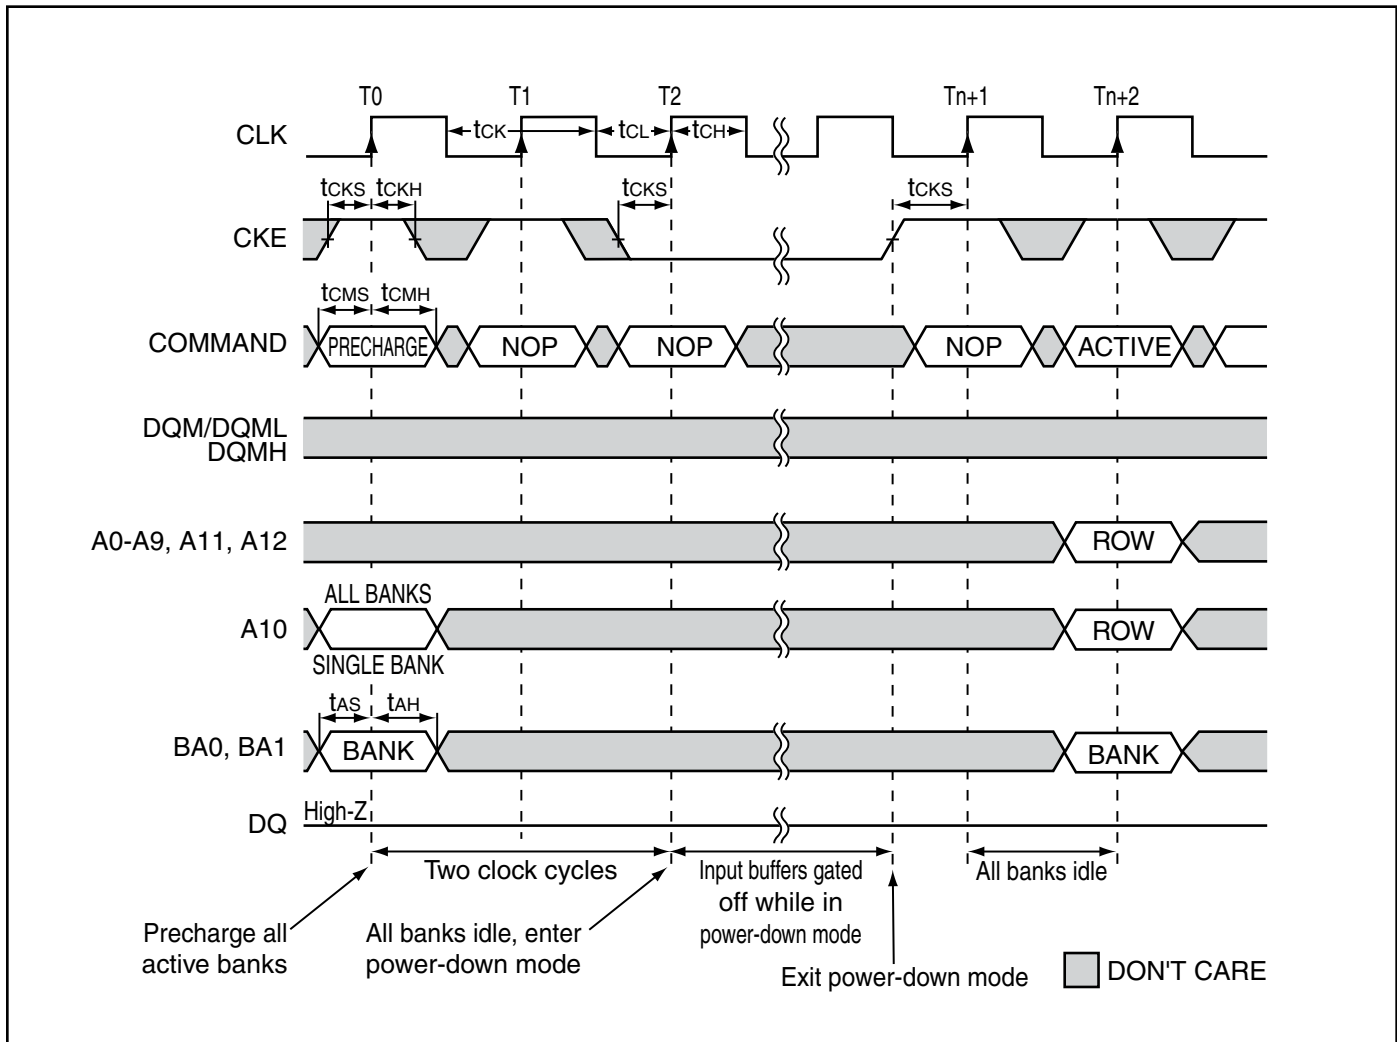 T0 T1 T2 Tn+1 Tn+2
CLK tCK tCL tCH
tCKS tCKH tCKS tCKS
CKE
tCMS tCMH
COMMAND PRECHARGE NOP NOP NOP ACTIVE
DQM/DQML
DQMH
A0-A9, A11, A12 ROW
ALL BANKS
A10 ROW
SINGLE BANK
tAS tAH
BA0, BA1 BANK BANK
High-Z
DQ
Two clock cycles
Input buffers gated
off while in
power-down mode
All banks idle
Precharge all
active banks
All banks idle, enter
power-down mode
Exit power-down mode
DON'T CARE